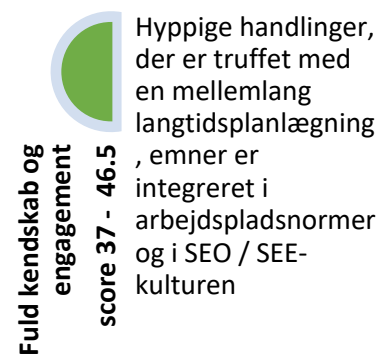 Fuld kendskab og
engagement
score 37 - 46.5
Hyppige handlinger,
der er truffet med
en mellemlang
langtidsplanlægning
, emner er
integreret i
arbejdspladsnormer
og i SEO / SEE-
kulturen